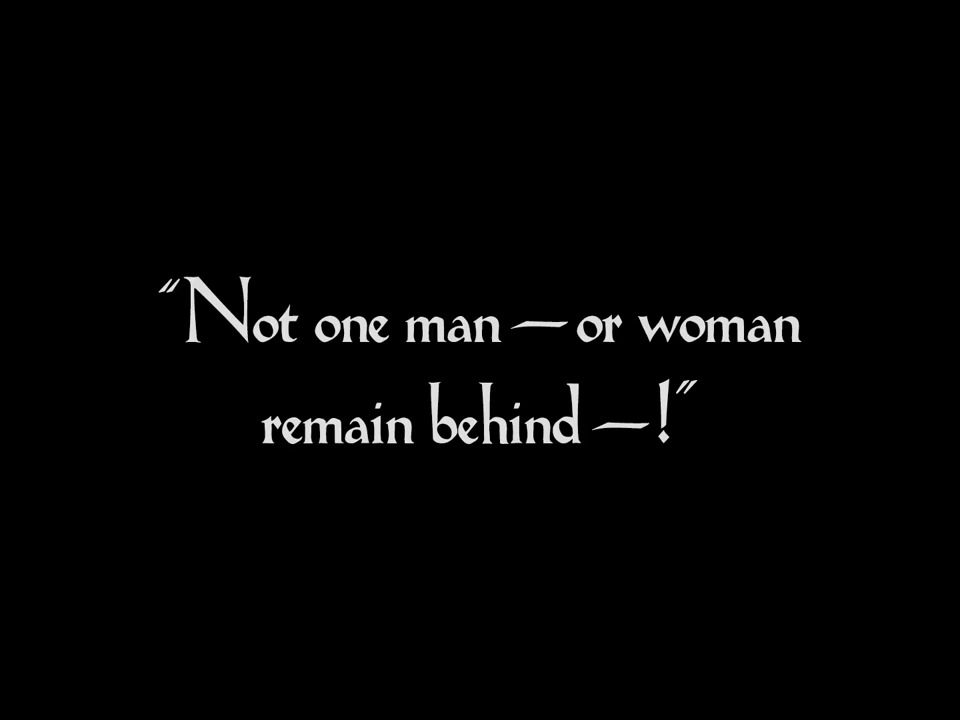 “Not one man — or woman
remain behind — !”